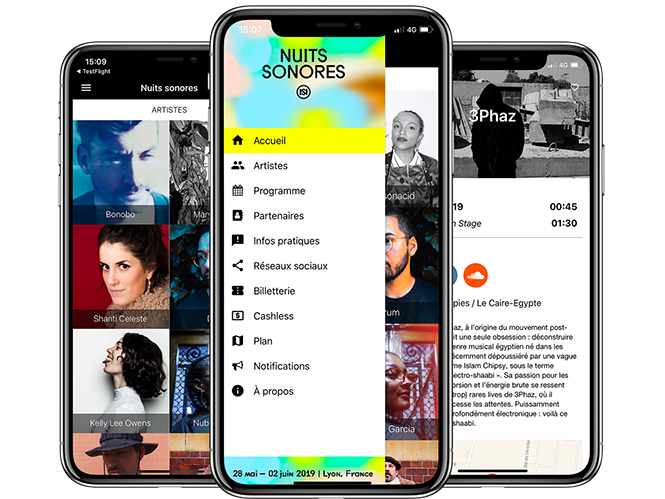 15:09
TestFlight
Nuits sonores
ARTISTES
Bonobo
Mary
Shanti Celeste
D
Kelly Lee Owens
Nub
15:07
4G
NUITS
SONORES
Accueil
Artistes
Programme
Partenaires
Infos pratiques
Réseaux sociaux
Billetterie
Cashless
Plan
Notifications
À propos
28 mai – 02 juin 2019 | Lyon, France
onacid
rum
Garcia
4G
3Phaz
19 00:45
n Stage 01:30
pies / Le Caire-Egypte
az, à l'origine du mouvement post-
it une seule obsession : déconstruire
enre musical égyptien né dans les
écemment dépoussiéré par une vague
me Islam Chipsy, sous le terme
ectro-shaabi ». Sa passion pour les
orsion et l'énergie brute se ressent
trop) rares lives de 3Phaz, où il
cesse les attentes. Puissamment
rofondément électronique : voilà ce
shaabi.